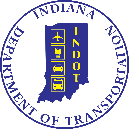 INDIANA
INDOT
DEPARTMENT OF TRANSPORTATION